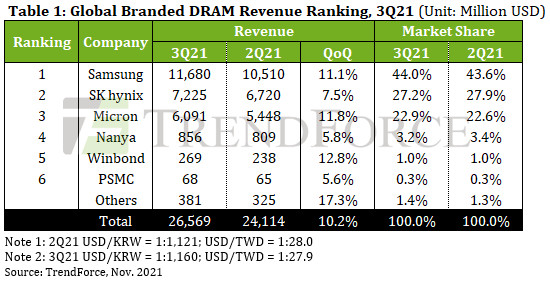 Table 1: Global Branded DRAM Revenue Ranking, 3Q21 (Unit: Million USD)
Ranking Company Revenue Market Share
3Q21 2Q21 QoQ 3Q21 2Q21
1 Samsung 11,680 10,510 11.1% 44.0% 43.6%
2 SK hynix 7,225 6,720 7.5% 27.2% 27.9%
3 Micron 6,091 5,448 11.8% 22.9% 22.6%
4 Nanya 856 809 5.8% 3.2% 3.4%
5 Winbond 269 238 12.8% 1.0% 1.0%
6 PSMC 68 65 5.6% 0.3% 0.3%
Others 381 325 17.3% 1.4% 1.3%
Total 26,569 24,114 10.2% 100.0% 100.0%
TRENDFORCE
Note 1: 2Q21 USD/KRW = 1:1,121; USD/TWD = 1:28.0
Note 2: 3Q21 USD/KRW = 1:1,160; USD/TWD = 1:27.9
Source: TrendForce, Nov. 2021